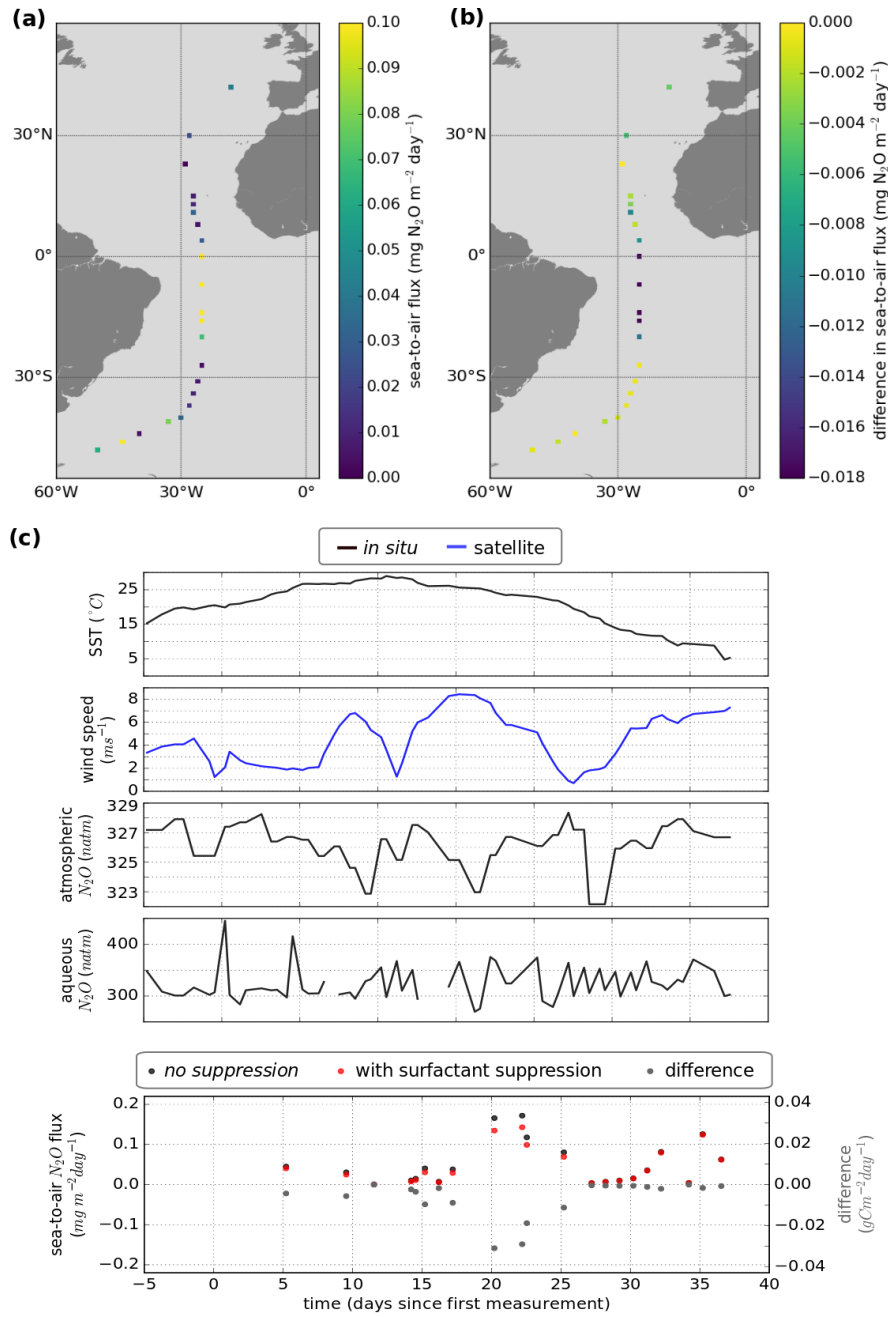 (a)
30°N
0°
30°S
60°W
30°W
0°
0.10
0.09
0.08
0.07
0.06
0.05
0.04
0.03
0.02
0.01
0.00
sea-to-air flux (mg N₂O m⁻² day⁻¹)
(b)
30°N
0°
30°S
60°W
30°W
0°
0.000
−0.002
−0.004
−0.006
−0.008
−0.010
−0.012
−0.014
−0.016
−0.018
difference in sea-to-air flux (mg N₂O m⁻² day⁻¹)
(c)
in situ satellite
SST (°C)
25
15
5
wind speed
(ms⁻¹)
8
6
4
2
0
atmospheric
N₂O (natm)
329
327
325
323
aqueous
N₂O (natm)
400
300
no suppression with surfactant suppression difference
sea-to-air N₂O flux
(mg m⁻² day⁻¹)
0.2
0.1
0.0
−0.1
−0.2
0.04
0.02
0.00
−0.02
−0.04
difference
(gCm⁻² day⁻¹)
−5 0 5 10 15 20 25 30 35 40
time (days since first measurement)